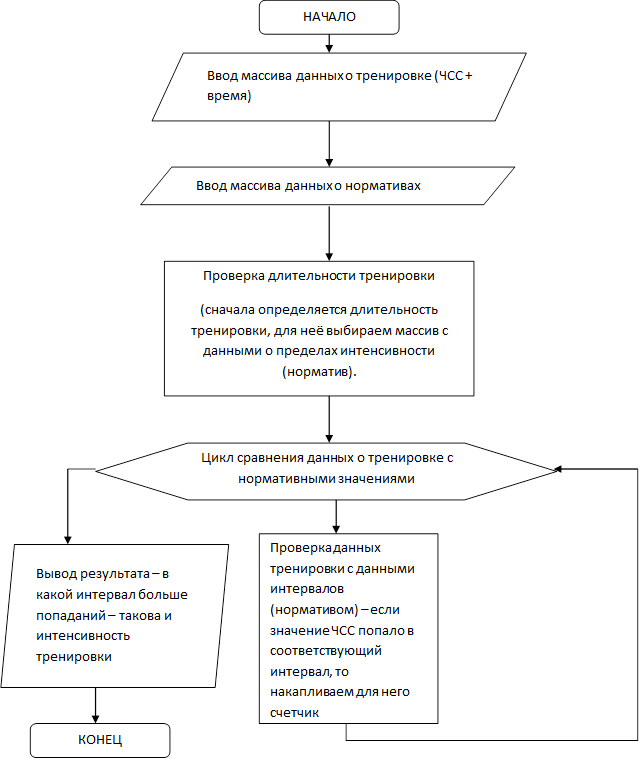 НАЧАЛО
Ввод массива данных о тренировке (ЧСС +
время)
Ввод массива данных о нормативах
Проверка длительности тренировки
(сначала определяется длительность
тренировки, для неё выбираем массив с
данными о пределах интенсивности
(норматив).
Цикл сравнения данных о тренировке с
нормативными значениями
Вывод результата – в
какой интервал больше
попаданий – такова и
интенсивность
тренировки
Проверка данных
тренировки с данными
интервалов
(нормативом) – если
значение ЧСС попало в
соответствующий
интервал, то
накапливаем для него
счетчик
КОНЕЦ